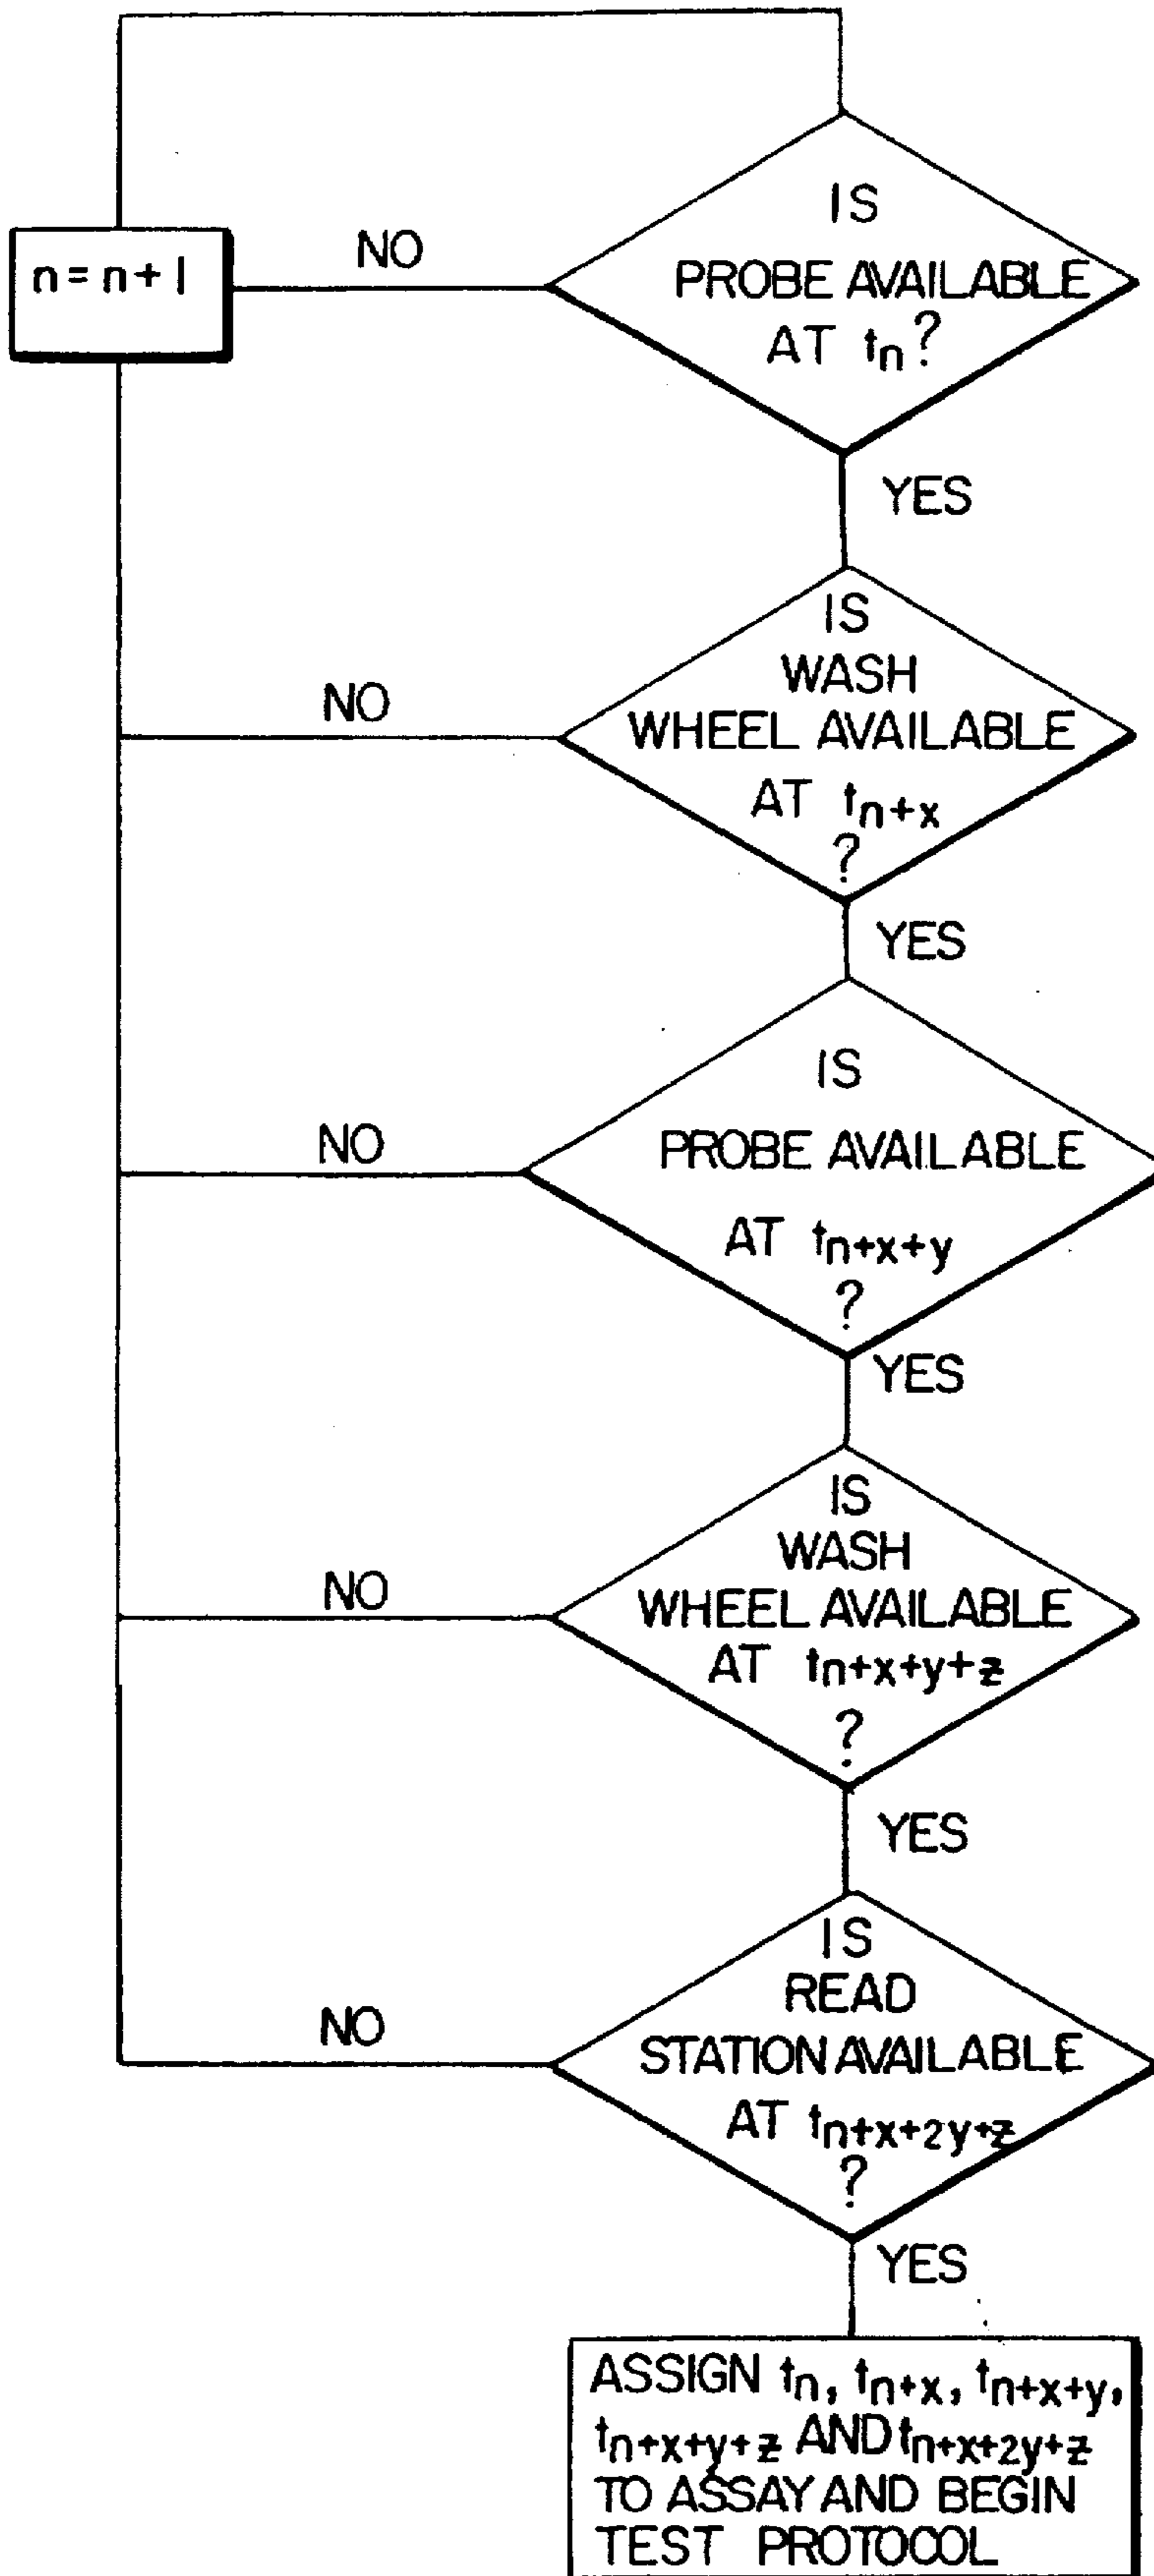 IS
PROBE AVAILABLE
AT tn?
n = n + 1
NO
YES
IS
WASH
WHEEL AVAILABLE
AT tn+x
?
NO
YES
IS
PROBE AVAILABLE
AT tn+x+y
?
NO
YES
IS
WASH
WHEEL AVAILABLE
AT tn+x+y+z
?
NO
YES
IS
READ
STATION AVAILABLE
AT tn+x+2y+z
?
NO
YES
ASSIGN tn, tn+x, tn+x+y,
tn+x+y+z AND tn+x+2y+z
TO ASSAY AND BEGIN
TEST PROTOCOL